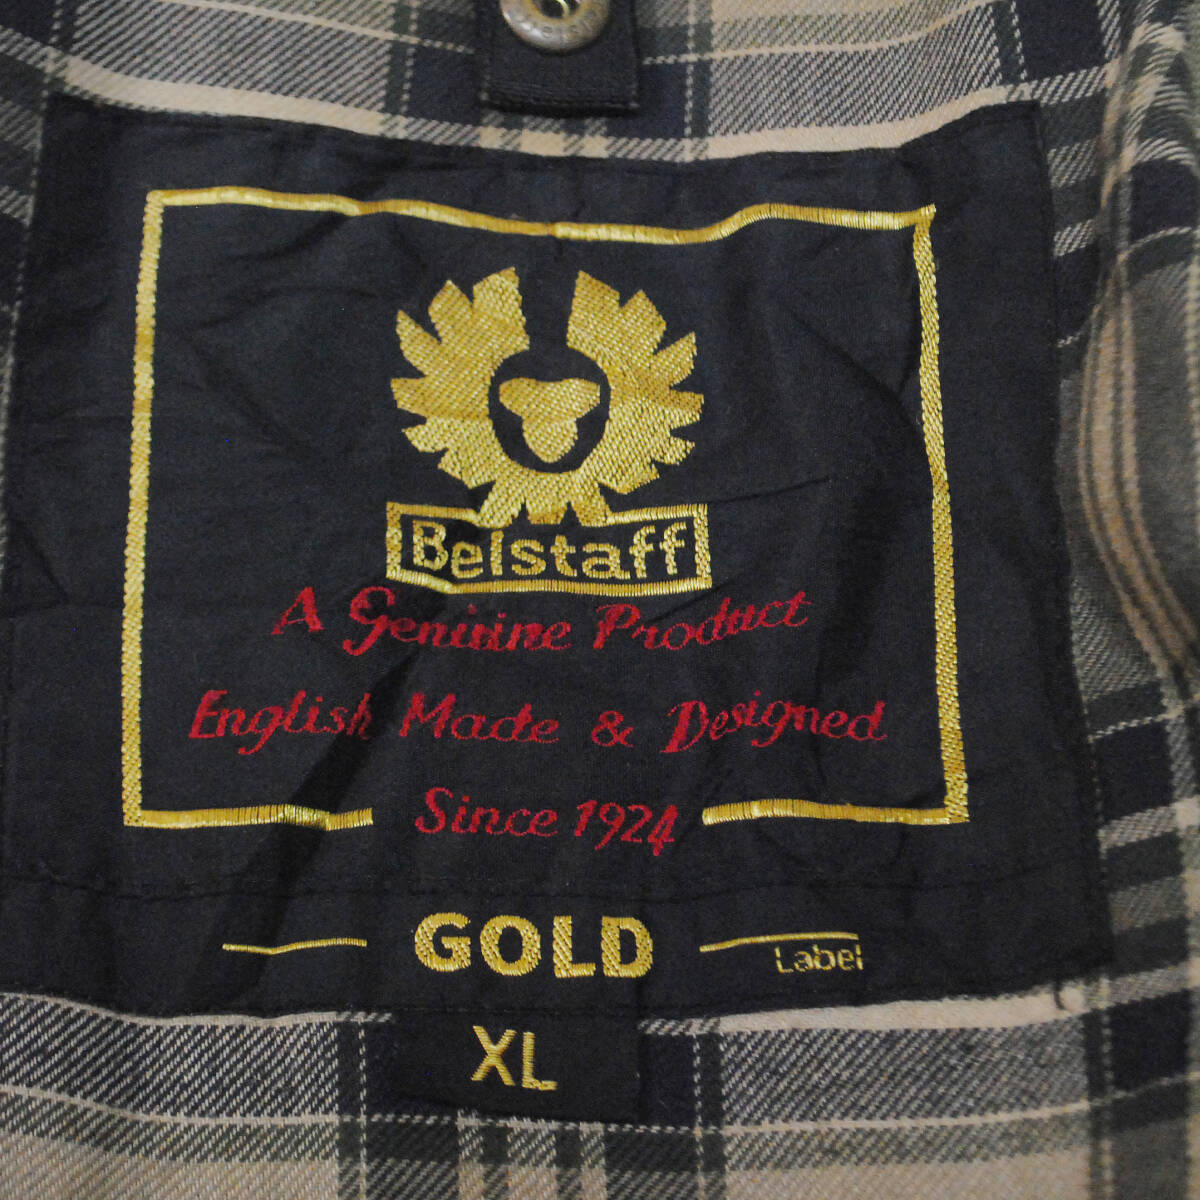 Belstaff
A Genuine Product
English Made & Designed
Since 1924
GOLD
Label
XL